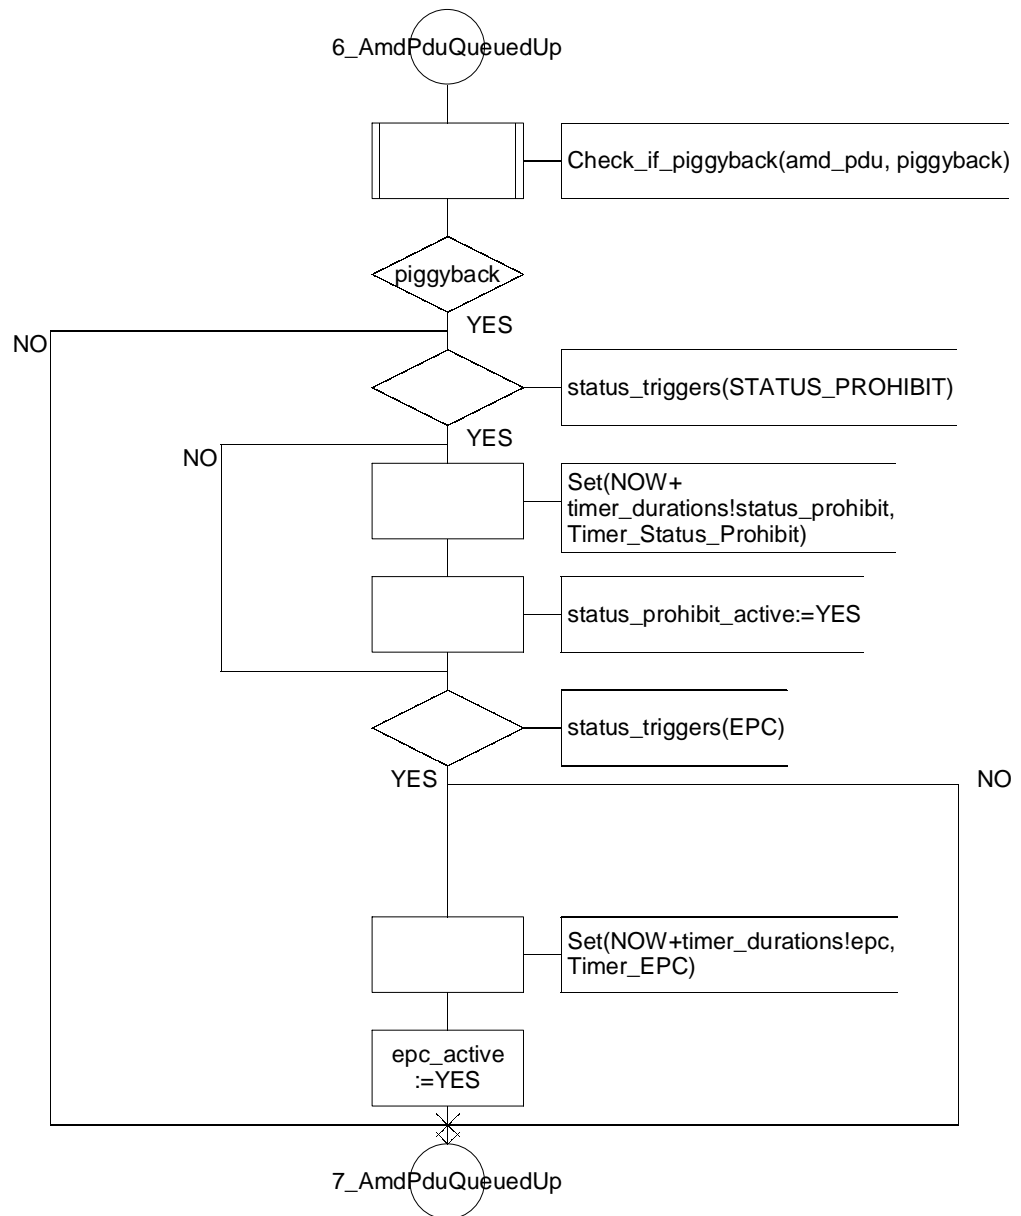 6_AmdPduQueuedUp
Check_if_piggyback(amd_pdu, piggyback)
piggyback
YES
NO
status_triggers(STATUS_PROHIBIT)
YES
NO
Set(NOW+
timer_durations!status_prohibit,
Timer_Status_Prohibit)
status_prohibit_active:=YES
status_triggers(EPC)
YES
NO
Set(NOW+timer_durations!epc,
Timer_EPC)
epc_active
:=YES
7_AmdPduQueuedUp